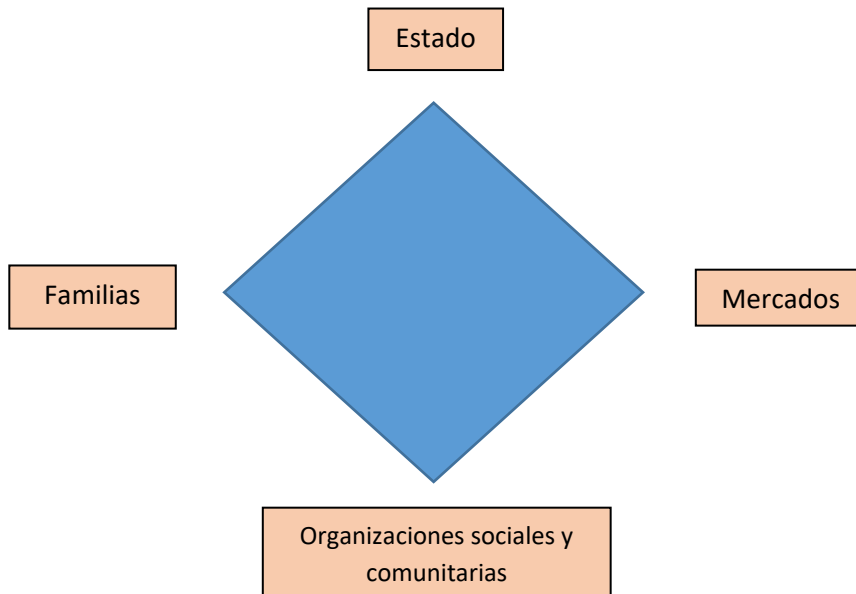 Estado
Familias
Mercados
Organizaciones sociales y
comunitarias